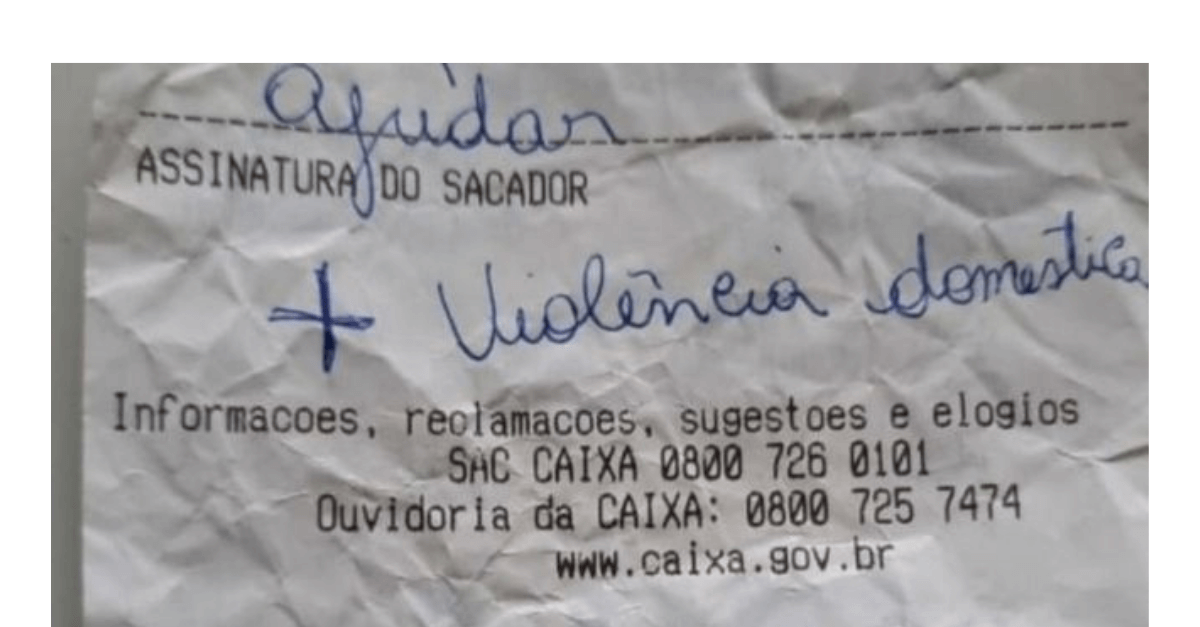 ajudar
ASSINATURA DO SACADOR
+ Violência domestica
Informacoes, reclamacoes, sugestoes e elogios
SAC CAIXA 0800 726 0101
Ouvidoria da CAIXA: 0800 725 7474
www.caixa.gov.br